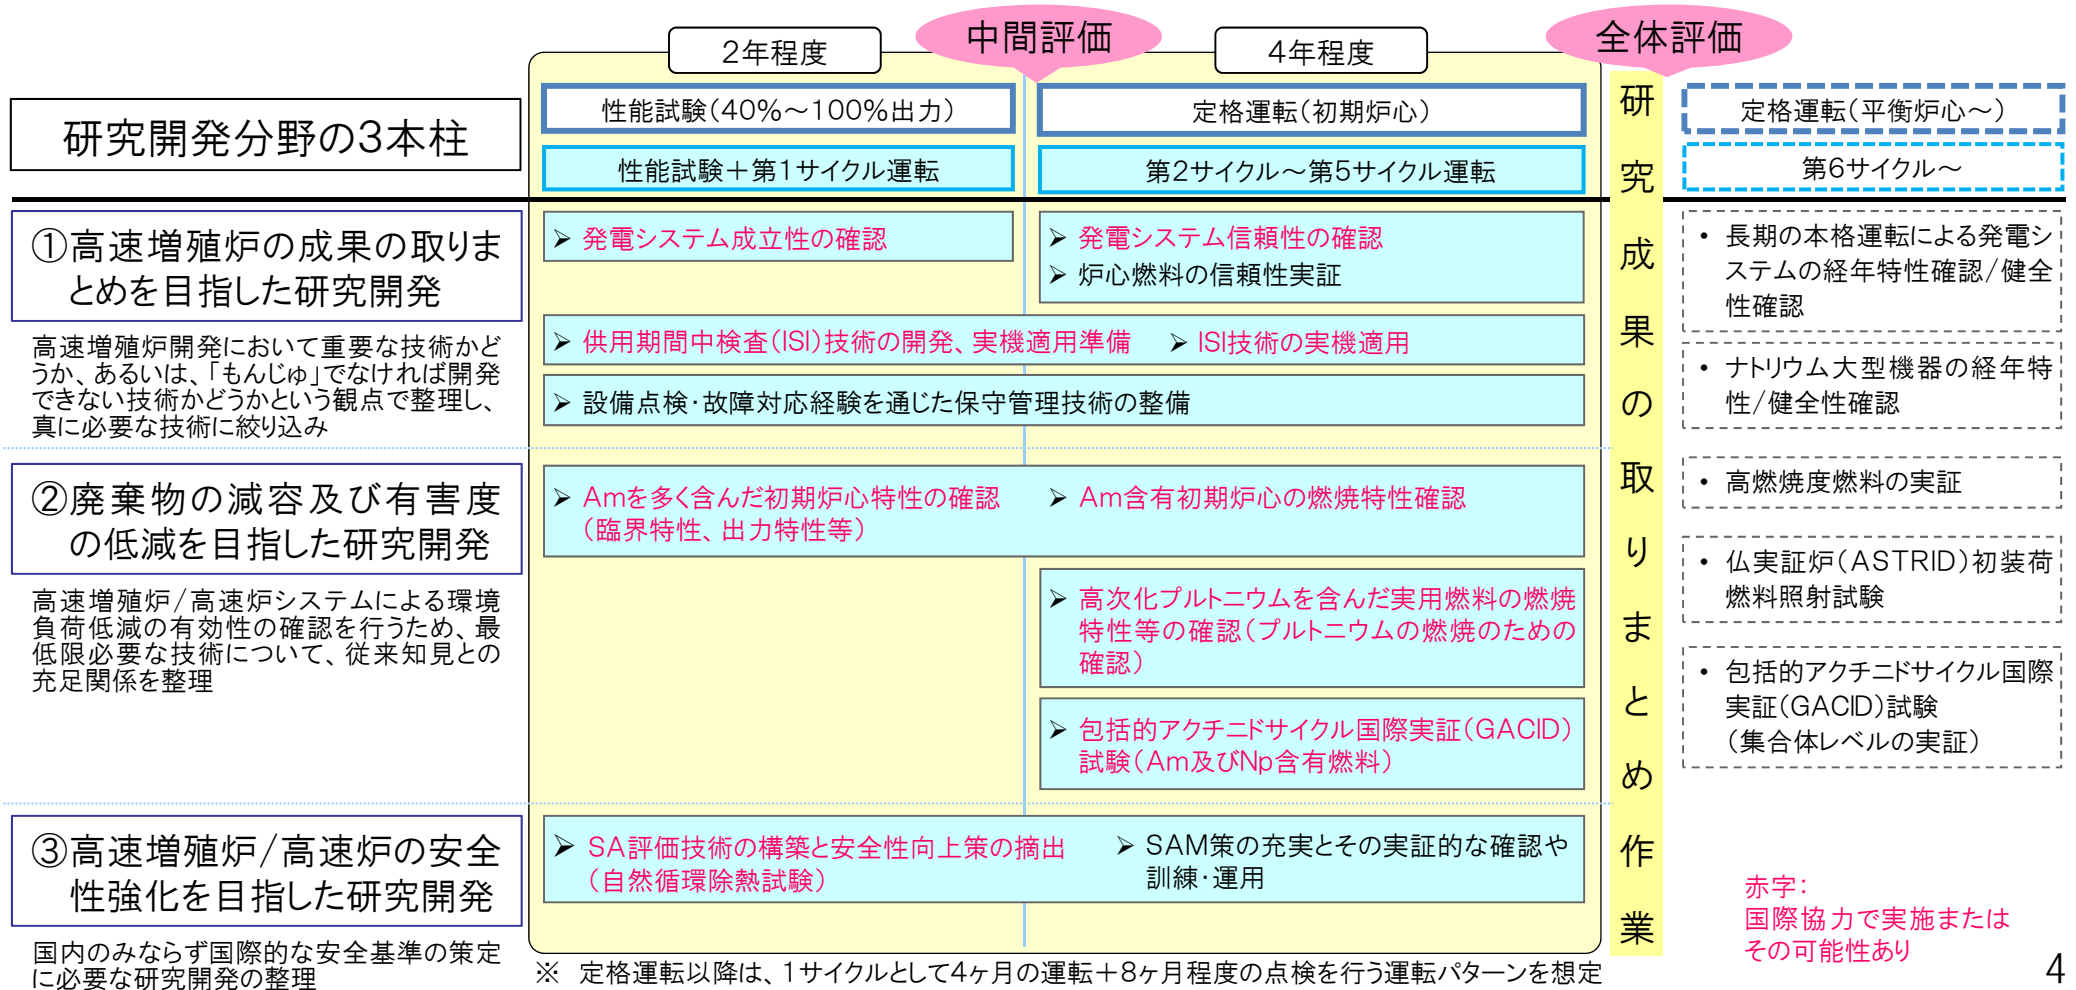 2年程度
中間評価
4年程度
全体評価
研究開発分野の3本柱
性能試験(40%～100%出力)
定格運転(初期炉心)
定格運転(平衡炉心～)
性能試験＋第1サイクル運転
第2サイクル～第5サイクル運転
第6サイクル～
①高速増殖炉の成果の取りま
とめを目指した研究開発
高速増殖炉開発において重要な技術かど
うか、あるいは、「もんじゅ」でなければ開発
できない技術かどうかという観点で整理し、
真に必要な技術に絞り込み
➢ 発電システム成立性の確認
➢ 発電システム信頼性の確認
➢ 炉心燃料の信頼性実証
➢ 供用期間中検査(ISI)技術の開発、実機適用準備 ➢ ISI技術の実機適用
➢ 設備点検・故障対応経験を通じた保守管理技術の整備
• 長期の本格運転による発電シ
ステムの経年特性確認/健全
性確認
• ナトリウム大型機器の経年特
性/健全性確認
②廃棄物の減容及び有害度
の低減を目指した研究開発
高速増殖炉/高速炉システムによる環境
負荷低減の有効性の確認を行うため、最
低限必要な技術について、従来知見との
充足関係を整理
➢ Amを多く含んだ初期炉心特性の確認
(臨界特性、出力特性等)
➢ Am含有初期炉心の燃焼特性確認
➢ 高次化プルトニウムを含んだ実用燃料の燃焼
特性等の確認(プルトニウムの燃焼のための
確認)
➢ 包括的アクチニドサイクル国際実証(GACID)
試験(Am及びNp含有燃料)
• 高燃焼度燃料の実証
• 仏実証炉(ASTRID)初装荷
燃料照射試験
• 包括的アクチニドサイクル国際
実証(GACID)試験
(集合体レベルの実証)
③高速増殖炉/高速炉の安全
性強化を目指した研究開発
国内のみならず国際的な安全基準の策定
に必要な研究開発の整理
➢ SA評価技術の構築と安全性向上策の摘出
(自然循環除熱試験)
➢ SAM策の充実とその実証的な確認や
訓練・運用
研究成果の取りまとめ作業
赤字：
国際協力で実施または
その可能性あり
※ 定格運転以降は、1サイクルとして4ヶ月の運転＋8ヶ月程度の点検を行う運転パターンを想定
4